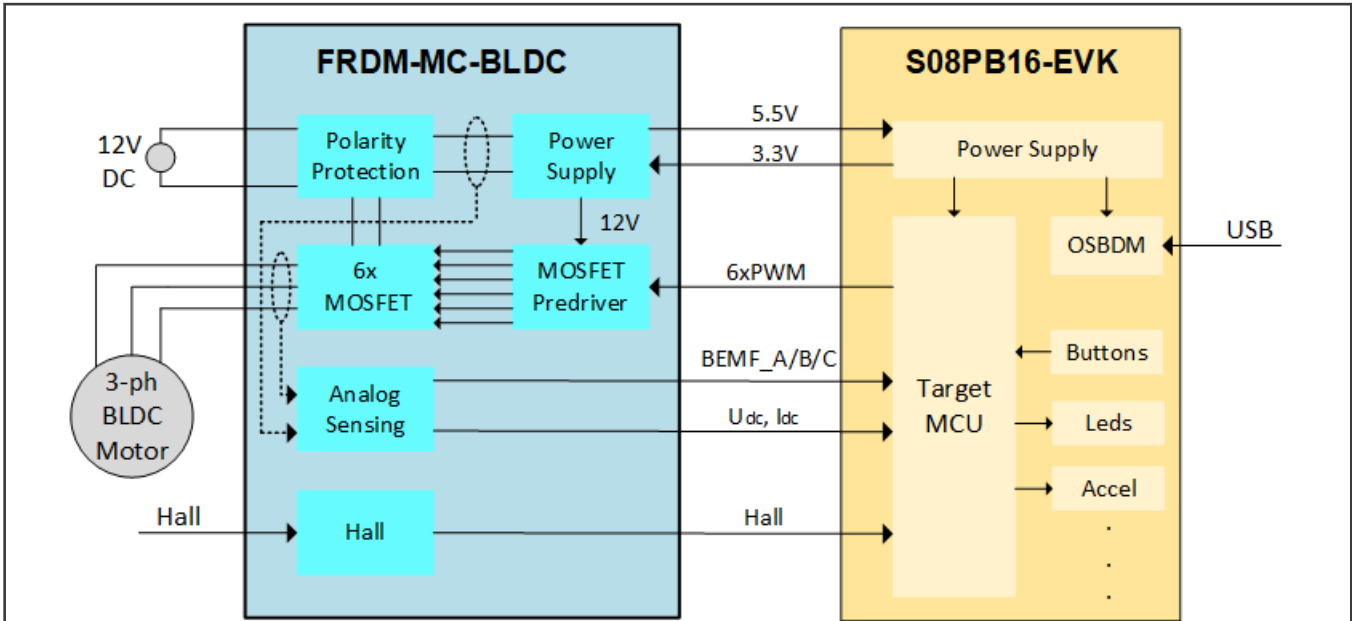 FRDM-MC-BLDC
S08PB16-EVK
12V
DC
Polarity
Protection
Power
Supply
5.5V
3.3V
Power Supply
12V
6x
MOSFET
MOSFET
Predriver
6xPWM
OSBDM
USB
3-ph
BLDC
Motor
Analog
Sensing
BEMF_A/B/C
Udc, Idc
Target
MCU
Buttons
Leds
Accel
.
.
.
Hall
Hall
Hall